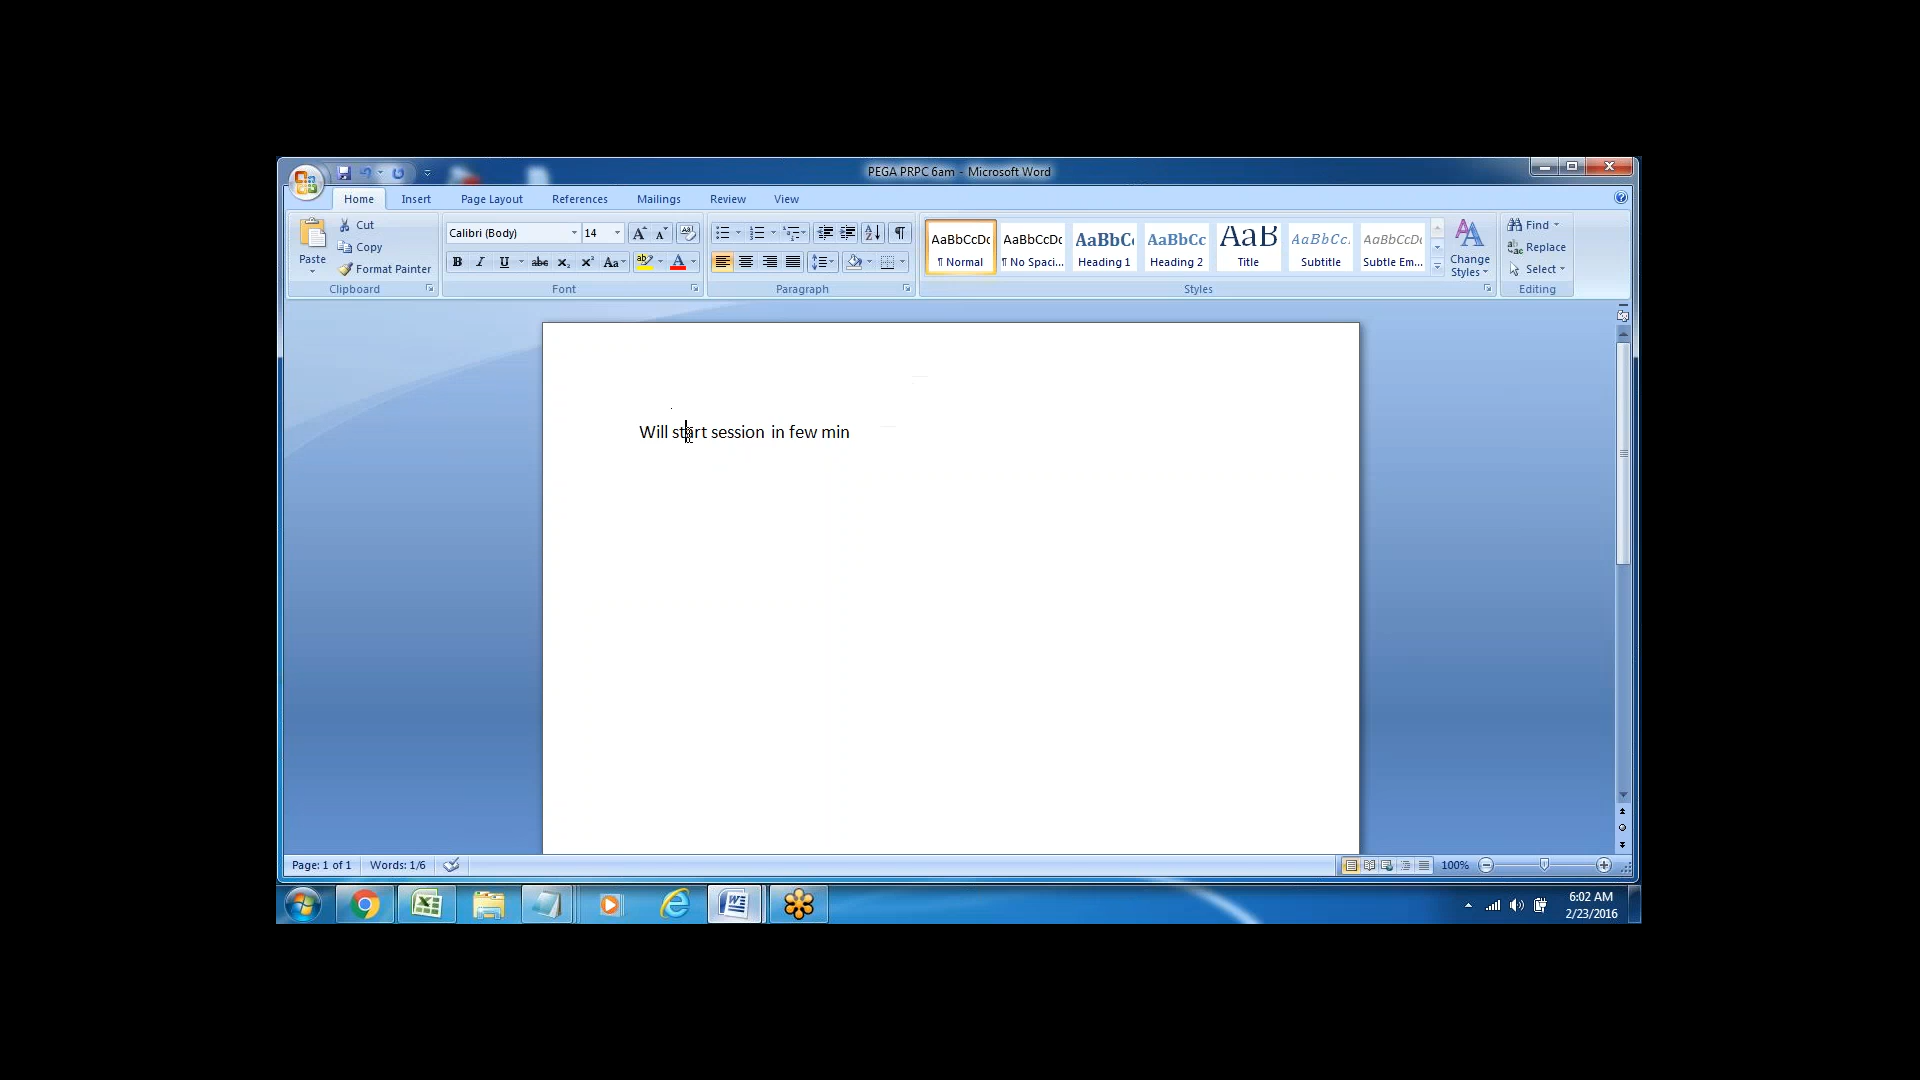 PEGA PRPC 6am - Microsoft Word
Home Insert Page Layout References Mailings Review View
Paste
Cut
Copy
Format Painter
Clipboard
Calibri (Body) 14
Font
Paragraph
AaBbCcDc AaBbCcDc AaBbC AaBbCc AaB AaBbCc. AaBbCcDc
¶ Normal ¶ No Spaci... Heading 1 Heading 2 Title Subtitle Subtle Em...
Change
Styles
Styles
Find
Replace
Select
Editing
Will start session in few min
Page: 1 of 1 Words: 1/6 100%
6:02 AM
2/23/2016